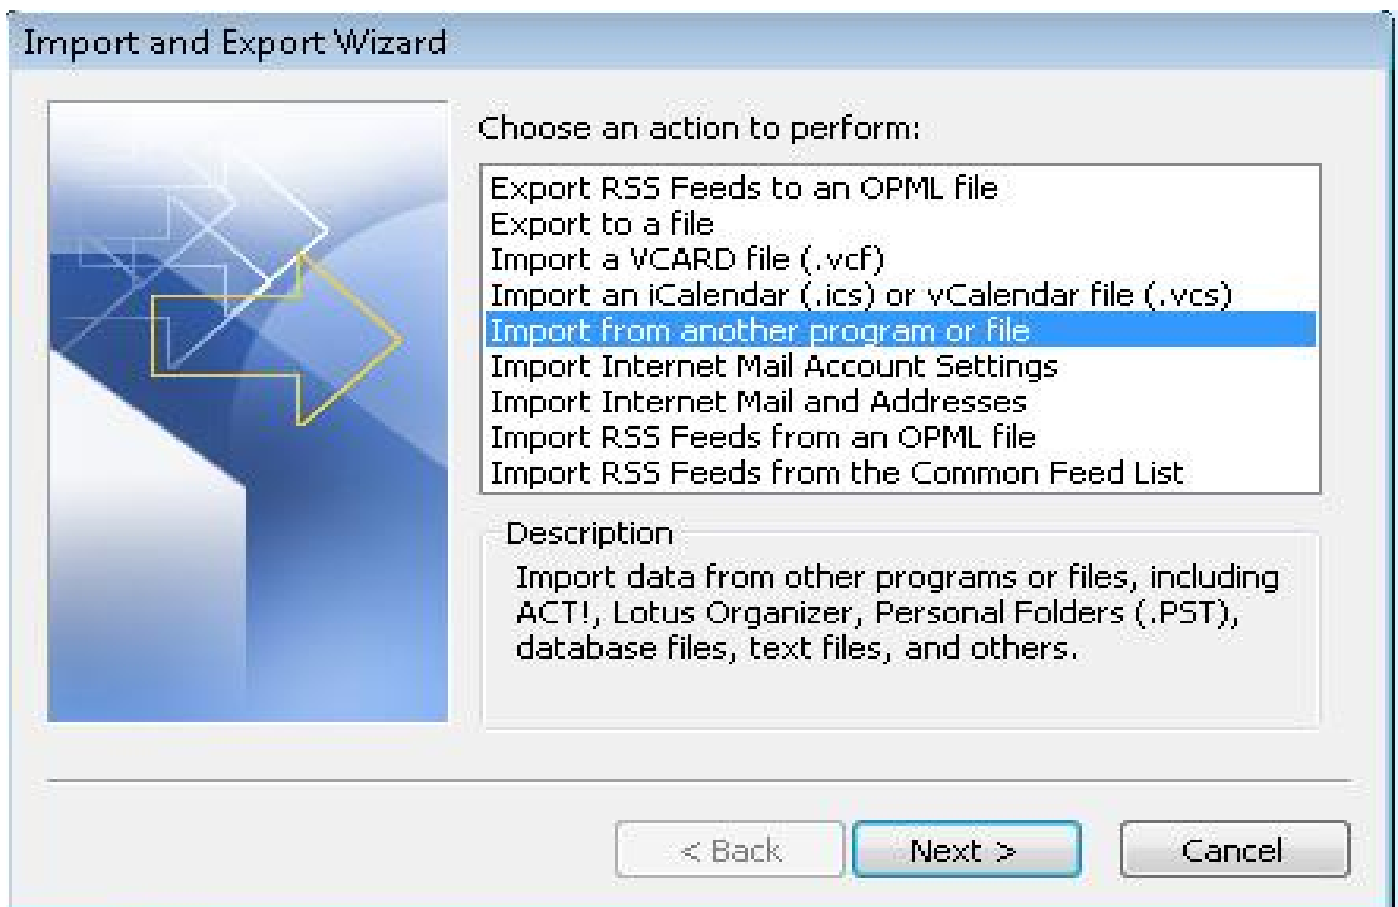 Import and Export Wizard
Choose an action to perform:
Export RSS Feeds to an OPML file
Export to a file
Import a VCARD file (.vcf)
Import an iCalendar (.ics) or vCalendar file (.vcs)
Import from another program or file
Import Internet Mail Account Settings
Import Internet Mail and Addresses
Import RSS Feeds from an OPML file
Import RSS Feeds from the Common Feed List
Description
Import data from other programs or files, including
ACT!, Lotus Organizer, Personal Folders (.PST),
database files, text files, and others.
< Back
Next >
Cancel